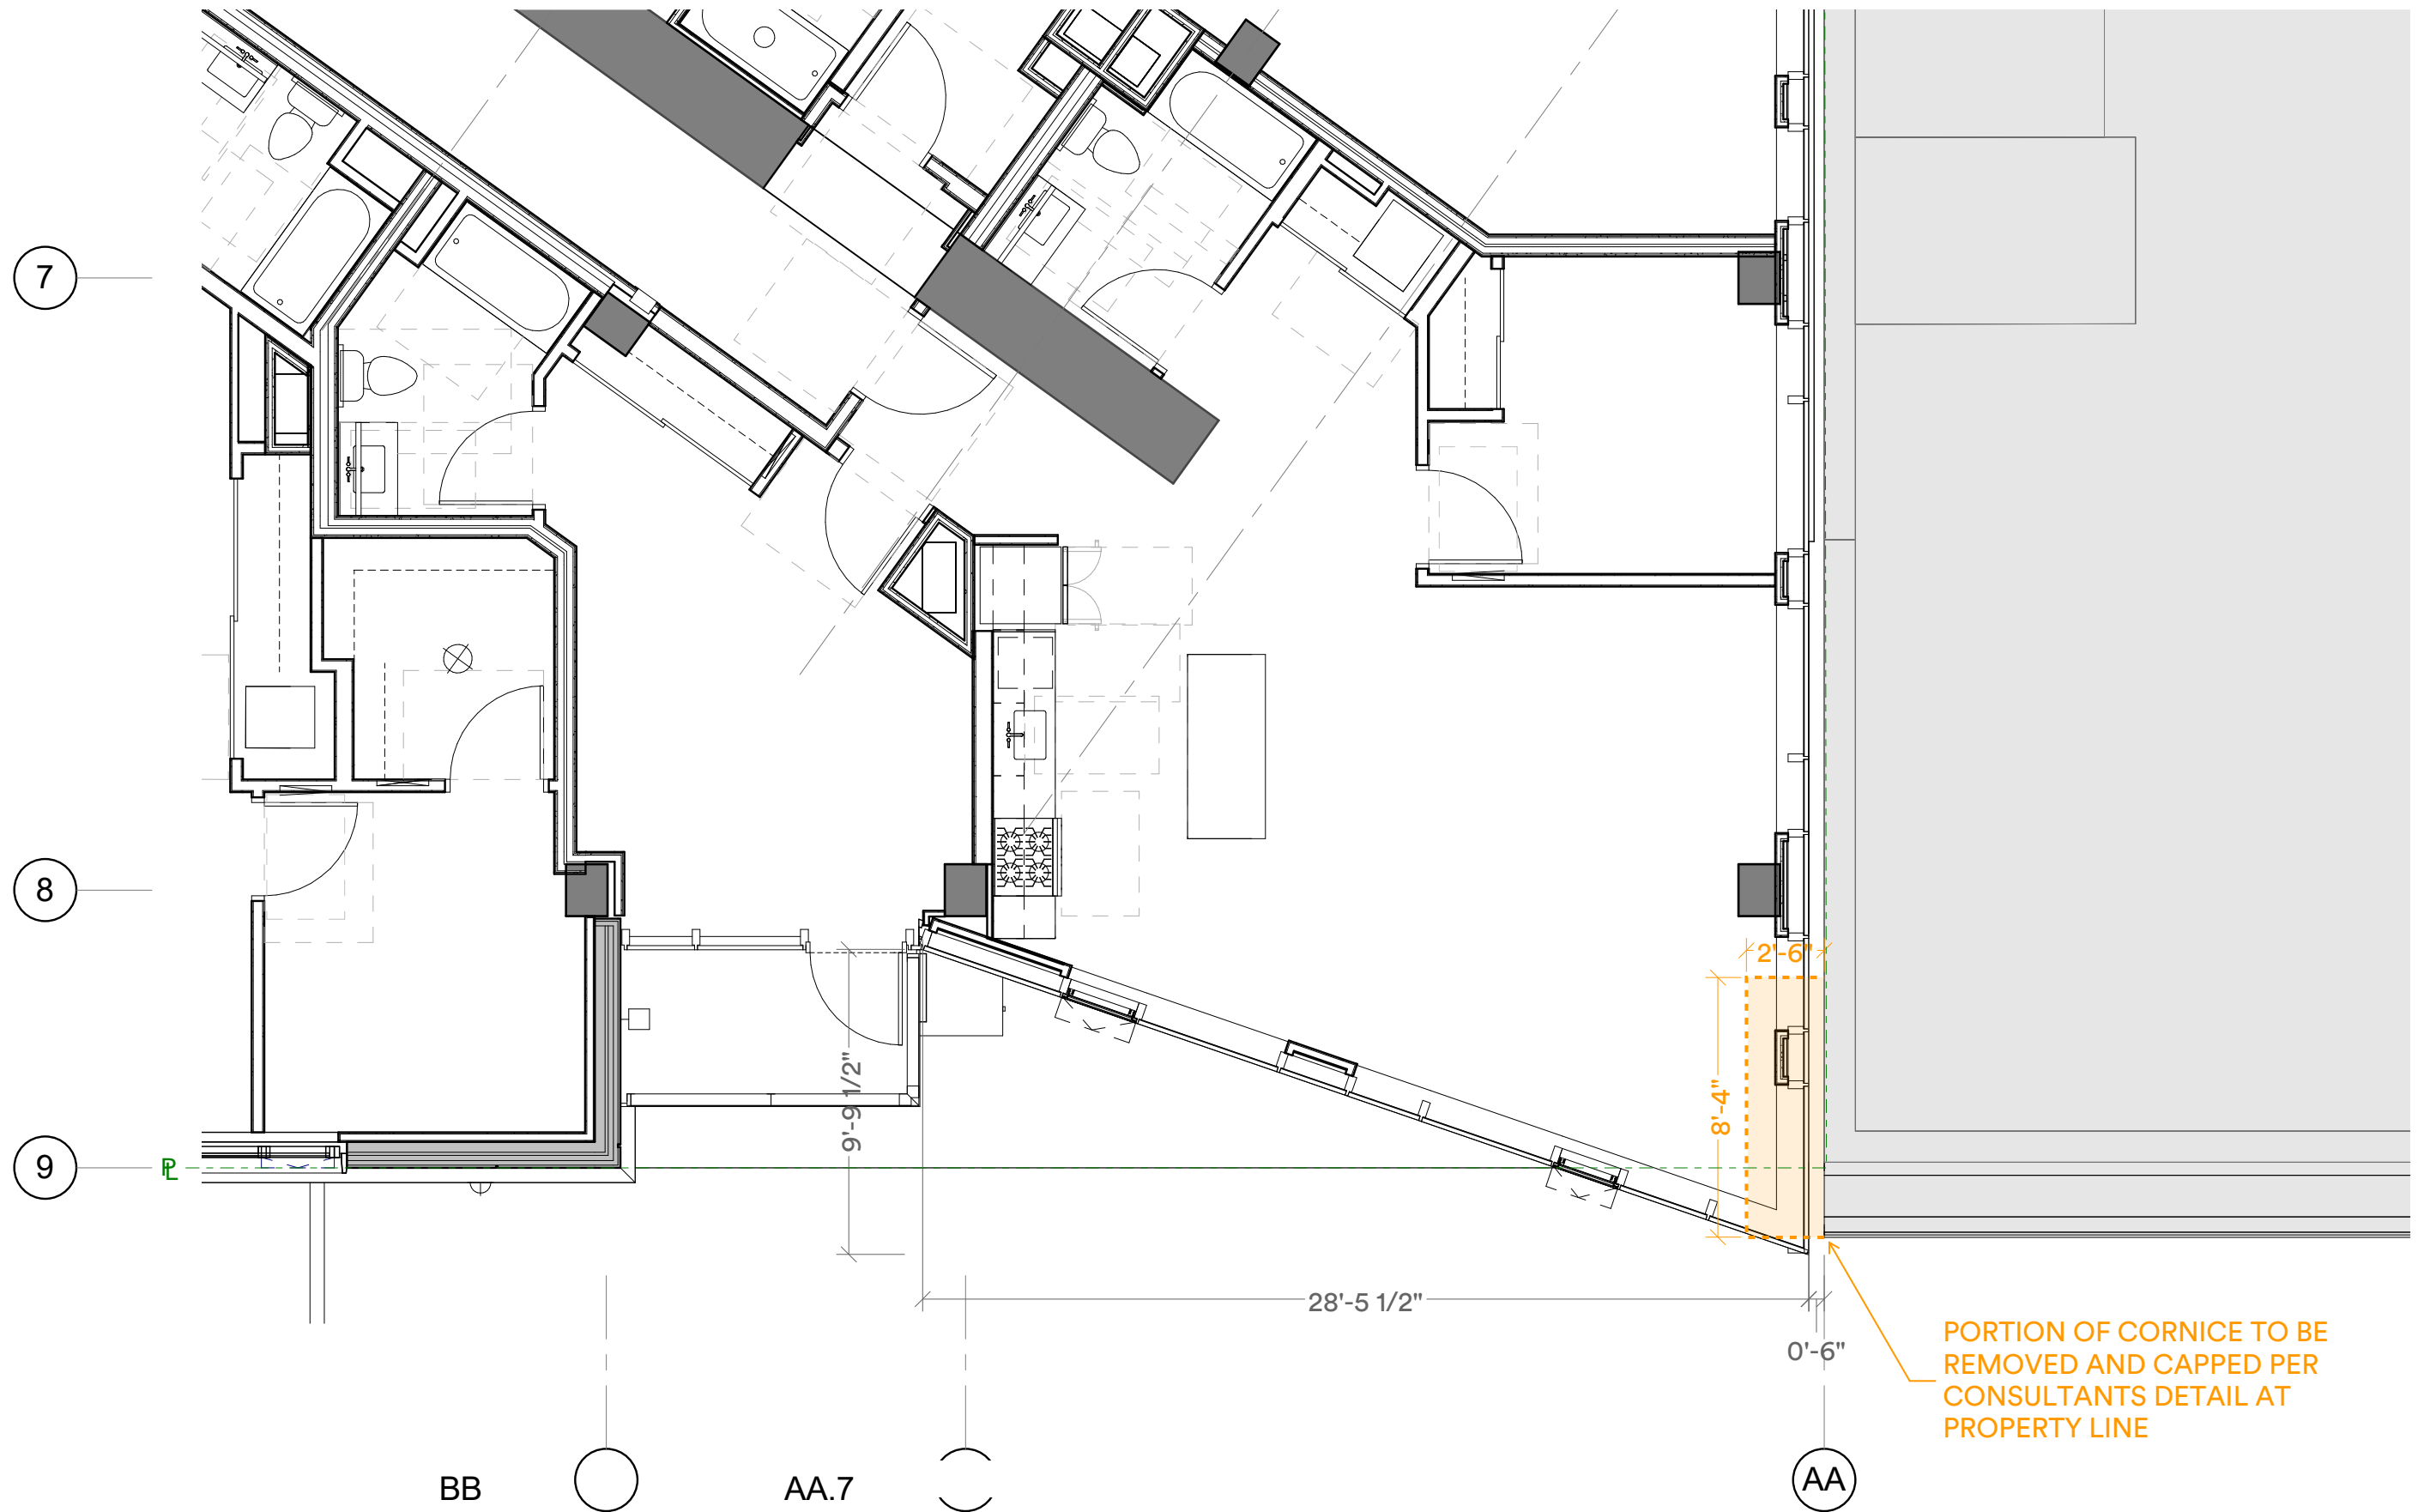 7
2'-6"
8
8'-4"
9'-9 1/2"
9
PL
28'-5 1/2"
0'-6"
PORTION OF CORNICE TO BE
REMOVED AND CAPPED PER
CONSULTANTS DETAIL AT
PROPERTY LINE
BB
AA.7
AA